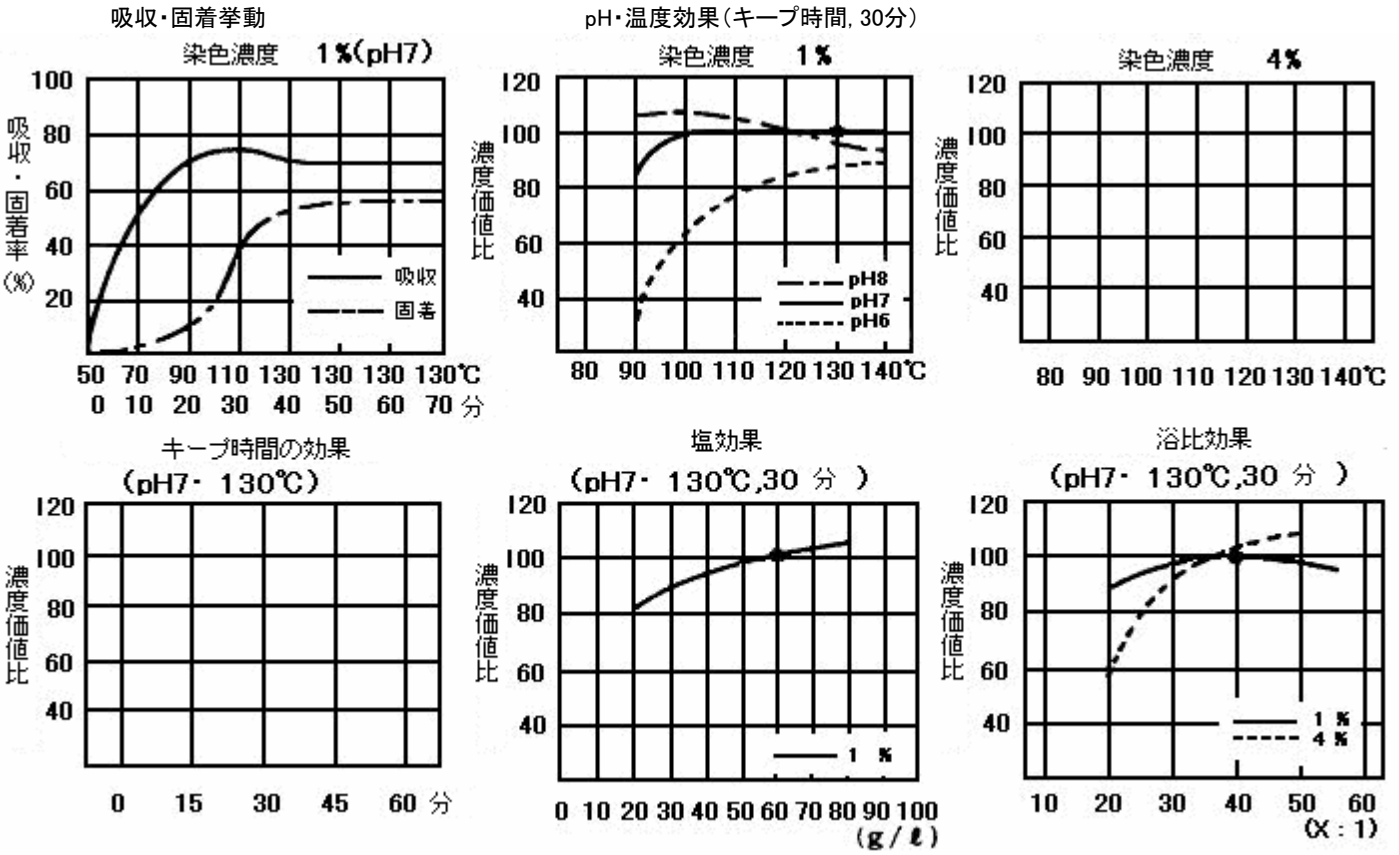 吸収・固着挙動
pH・温度効果(キープ時間, 30分)
染色濃度 1%(pH7)
100
80
60
40
20
吸収・固着率(%)
吸収
固着
50 70 90 110 130 130 130 130℃
0 10 20 30 40 50 60 70 分
染色濃度 1%
120
100
80
60
40
濃度価値比
pH8
pH7
pH6
80 90 100 110 120 130 140℃
染色濃度 4%
120
100
80
60
40
濃度価値比
80 90 100 110 120 130 140℃
キープ時間の効果
(pH7・ 130℃)
120
100
80
60
40
濃度価値比
0 15 30 45 60 分
塩効果
(pH7・ 130℃,30 分 )
120
100
80
60
40
濃度価値比
1 %
0 10 20 30 40 50 60 70 80 90 100
(g/ℓ)
浴比効果
(pH7・ 130℃,30 分 )
120
100
80
60
40
濃度価値比
1 %
4 %
10 20 30 40 50 60
(X : 1)